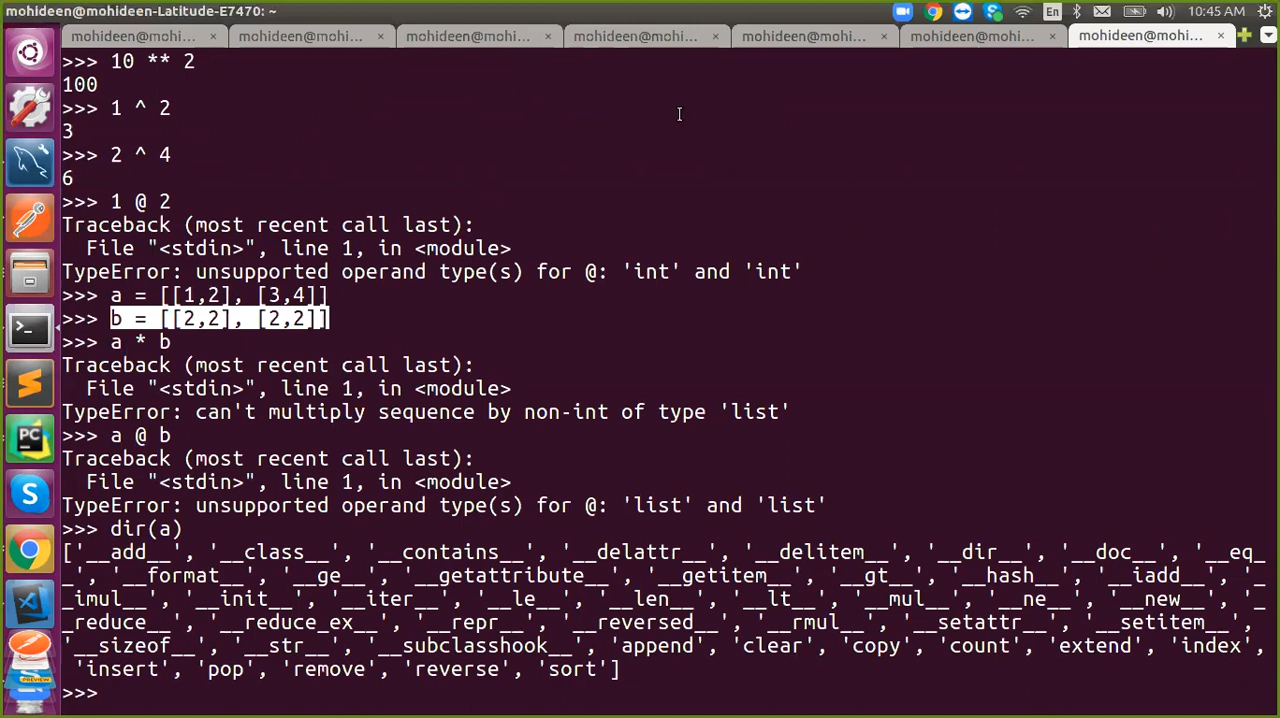 mohideen@mohideen-Latitude-E7470: ~
En
10:45 AM
mohideen@mohi... × mohideen@mohi... × mohideen@mohi... × mohideen@mohi... × mohideen@mohi... × mohideen@mohi... × mohideen@mohi... ×
>>> 10 ** 2
100
>>> 1 ^ 2
3
>>> 2 ^ 4
6
>>> 1 @ 2
Traceback (most recent call last):
  File "<stdin>", line 1, in <module>
TypeError: unsupported operand type(s) for @: 'int' and 'int'
>>> a = [[1,2], [3,4]]
>>> b = [[2,2], [2,2]]
>>> a * b
Traceback (most recent call last):
  File "<stdin>", line 1, in <module>
TypeError: can't multiply sequence by non-int of type 'list'
>>> a @ b
Traceback (most recent call last):
  File "<stdin>", line 1, in <module>
TypeError: unsupported operand type(s) for @: 'list' and 'list'
>>> dir(a)
['__add__', '__class__', '__contains__', '__delattr__', '__delitem__', '__dir__', '__doc__', '__eq_
_', '__format__', '__ge__', '__getattribute__', '__getitem__', '__gt__', '__hash__', '__iadd__', '_
_imul__', '__init__', '__iter__', '__le__', '__len__', '__lt__', '__mul__', '__ne__', '__new__', '_
_reduce__', '__reduce_ex__', '__repr__', '__reversed__', '__rmul__', '__setattr__', '__setitem__',
'__sizeof__', '__str__', '__subclasshook__', 'append', 'clear', 'copy', 'count', 'extend', 'index',
 'insert', 'pop', 'remove', 'reverse', 'sort']
>>>
PC
S
PREVIEW